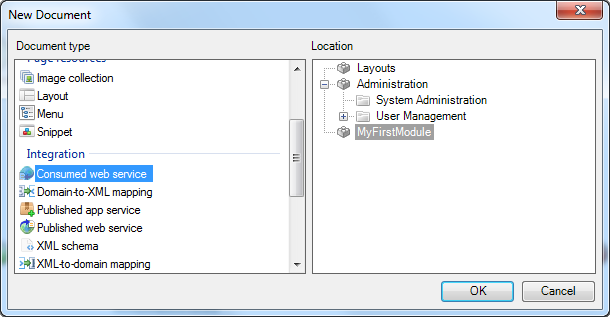 New Document
Document type
Location
Page resources
Image collection
Layout
Menu
Snippet
Integration
Consumed web service
Domain-to-XML mapping
Published app service
Published web service
XML schema
XML-to-domain mapping
Layouts
Administration
System Administration
User Management
MyFirstModule
OK
Cancel